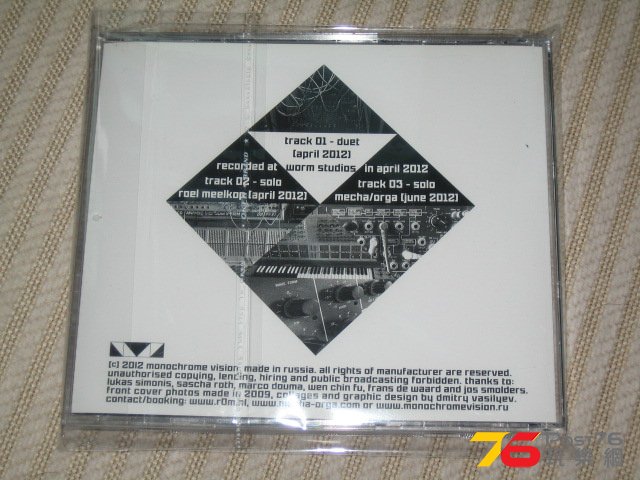 track 01 - duet
(april 2012)
recorded at worm studios in april 2012
track 02 - solo
roel meelkop (april 2012)
track 03 - solo
mecha/orga (june 2012)
(c) 2012 monochrome vision. made in russia. all rights of manufacturer are reserved.
unauthorised copying, lending, hiring and public broadcasting forbidden. thanks to:
lukas simonis, sascha roth, marco douma, wen chin fu, frans de waard and jos smolders.
front cover photos made in 2009, collages and graphic design by dmitry vasilyev.
contact/booking: www.r0m.nl, www.mecha-orga.com or www.monochromevision.ru
76
Post76